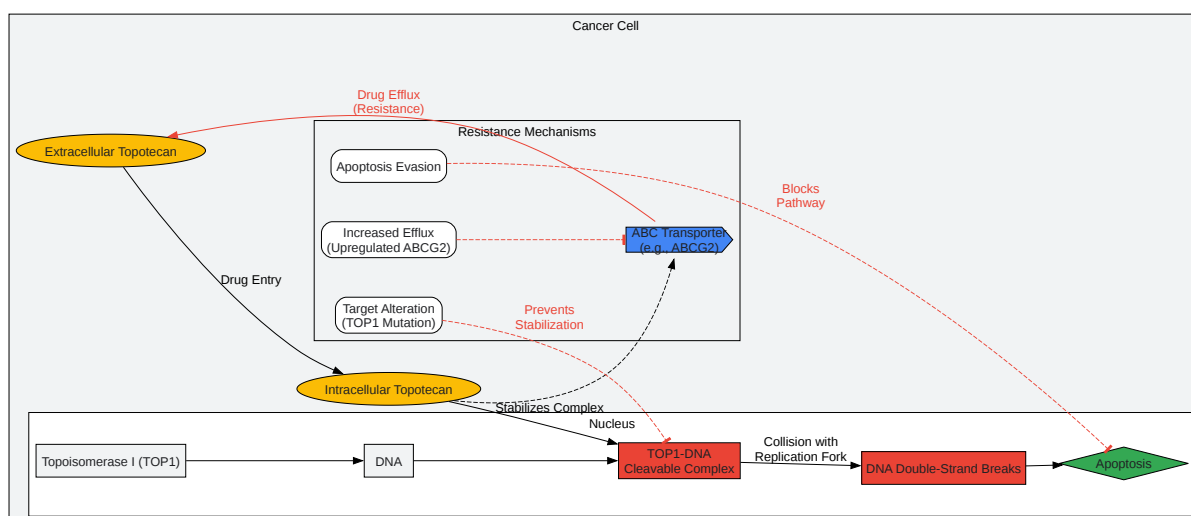 Cancer Cell
Drug Efflux
(Resistance)
Resistance Mechanisms
Extracellular Topotecan
Apoptosis Evasion
Blocks
Pathway
Increased Efflux
(Upregulated ABCG2)
ABC Transporter
(e.g., ABCG2)
Drug Entry
Target Alteration
(TOP1 Mutation)
Prevents
Stabilization
Intracellular Topotecan
Stabilizes Complex
Nucleus
Topoisomerase I (TOP1)
DNA
TOP1-DNA
Cleavable Complex
Collision with
Replication Fork
DNA Double-Strand Breaks
Apoptosis